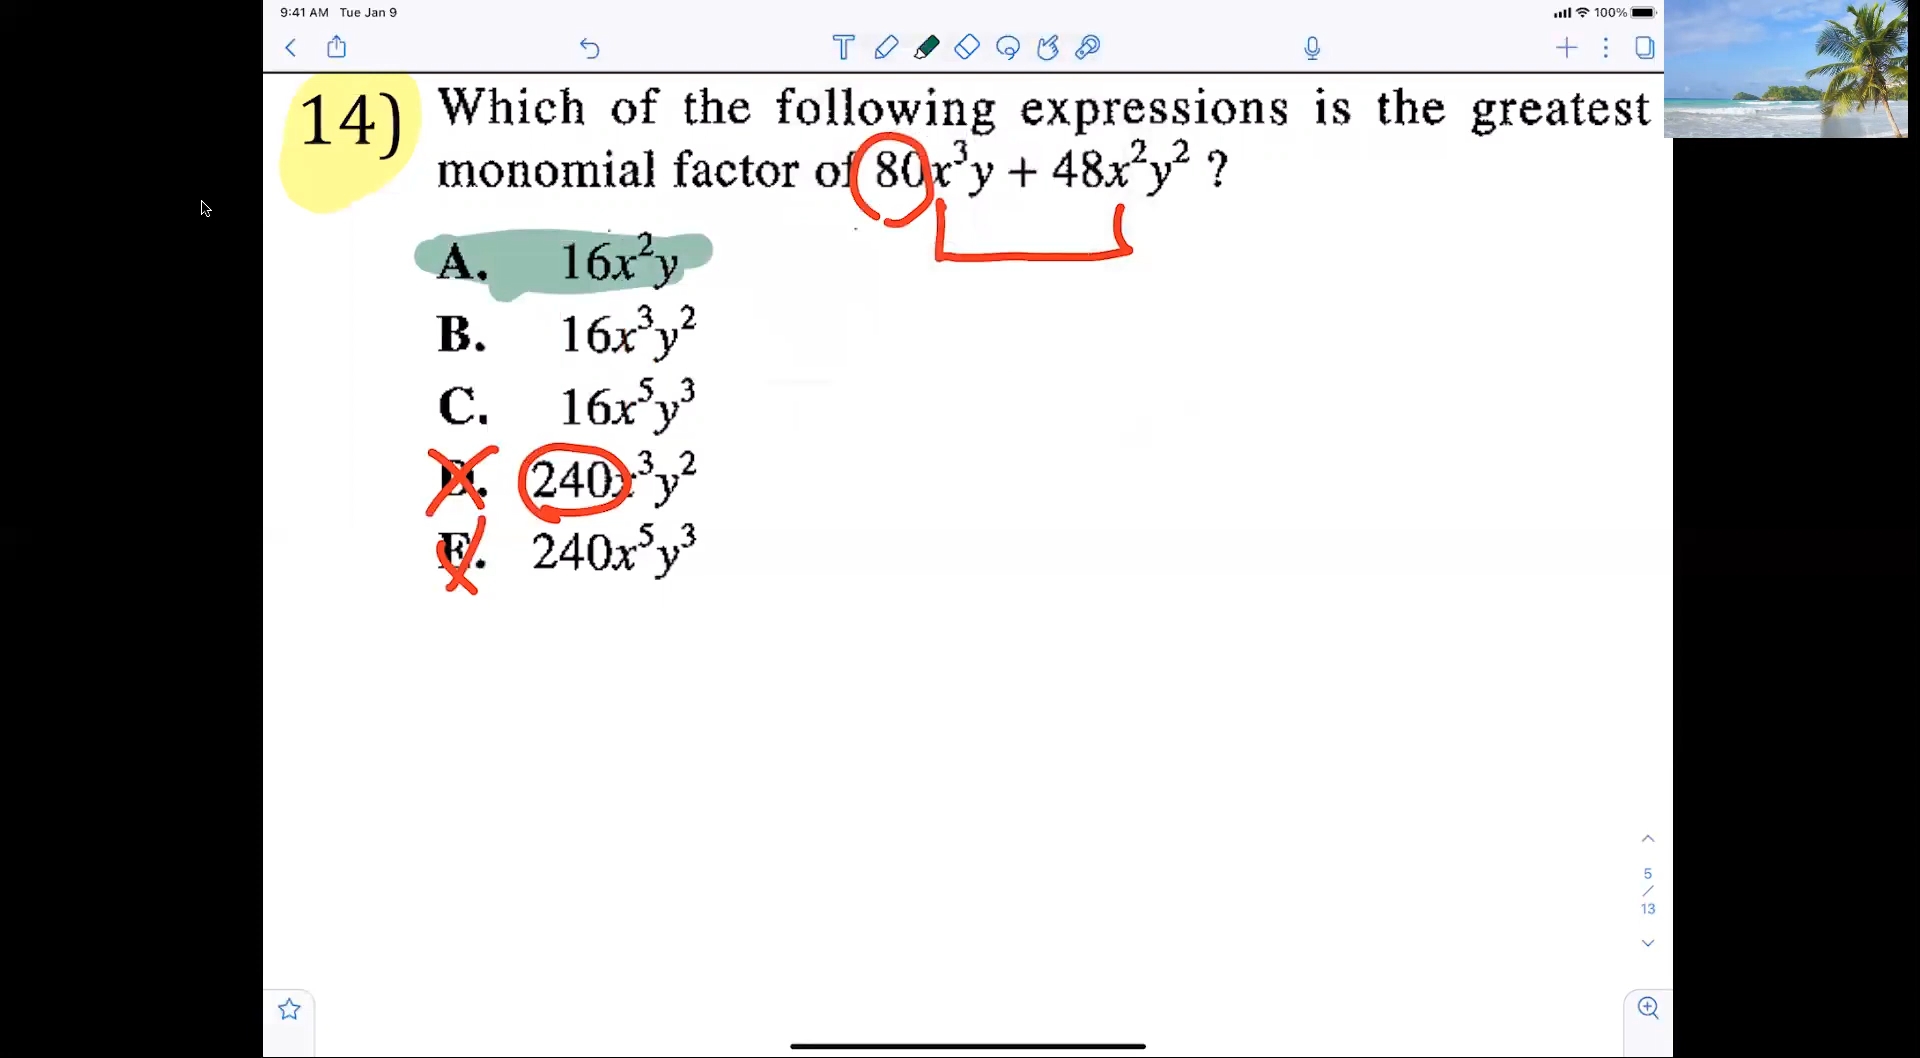 9:41 AM Tue Jan 9
100%
14) Which of the following expressions is the greatest
monomial factor of 80x³y + 48x²y² ?
A. 16x²y
B. 16x³y²
C. 16x⁵y³
D. 240x³y²
E. 240x⁵y³
5
/
13